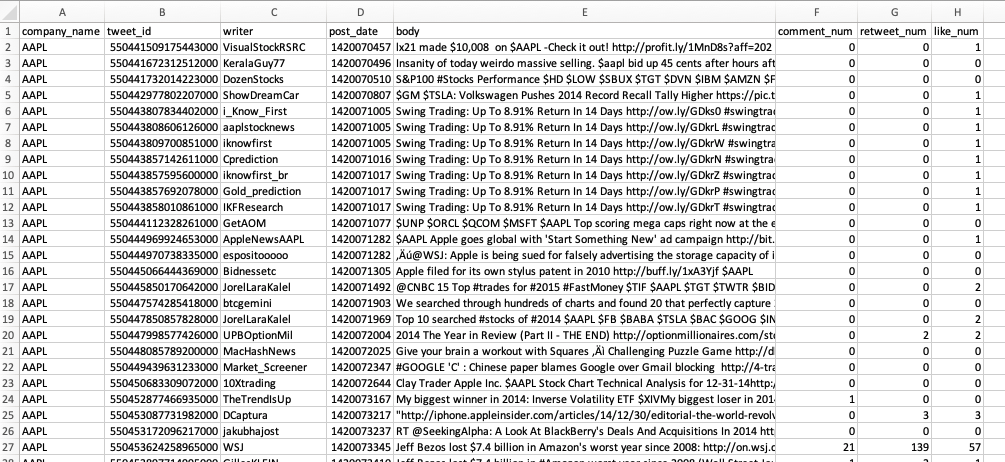 A B C D E F G H
1 company_name tweet_id writer post_date body comment_num retweet_num like_num
2 AAPL 550441509175443000 VisualStockRSRC 1420070457 lx21 made $10,008 on $AAPL -Check it out! http://profit.ly/1MnD8s?aff=202 0 0 1
3 AAPL 550441672312512000 KeralaGuy77 1420070496 Insanity of today weirdo massive selling. $aapl bid up 45 cents after hours aft 0 0 0
4 AAPL 550441732014223000 DozenStocks 1420070510 S&P100 #Stocks Performance $HD $LOW $SBUX $TGT $DVN $IBM $AMZN $F 0 0 0
5 AAPL 550442977802207000 ShowDreamCar 1420070807 $GM $TSLA: Volkswagen Pushes 2014 Record Recall Tally Higher https://pic.t 0 0 1
6 AAPL 550443807834402000 i_Know_First 1420071005 Swing Trading: Up To 8.91% Return In 14 Days http://ow.ly/GDks0 #swingtrac 0 0 1
7 AAPL 550443808606126000 aaplstocknews 1420071005 Swing Trading: Up To 8.91% Return In 14 Days http://ow.ly/GDkrL #swingtrac 0 0 1
8 AAPL 550443809700851000 iknowfirst 1420071005 Swing Trading: Up To 8.91% Return In 14 Days http://ow.ly/GDkrW #swingtra 0 0 1
9 AAPL 550443857142611000 Cprediction 1420071016 Swing Trading: Up To 8.91% Return In 14 Days http://ow.ly/GDkrN #swingtra 0 0 1
10 AAPL 550443857595600000 iknowfirst_br 1420071017 Swing Trading: Up To 8.91% Return In 14 Days http://ow.ly/GDkrZ #swingtrac 0 0 1
11 AAPL 550443857692078000 Gold_prediction 1420071017 Swing Trading: Up To 8.91% Return In 14 Days http://ow.ly/GDkrP #swingtrac 0 0 1
12 AAPL 550443858010861000 IKFResearch 1420071017 Swing Trading: Up To 8.91% Return In 14 Days http://ow.ly/GDkrT #swingtrac 0 0 1
13 AAPL 550444112328261000 GetAOM 1420071077 $UNP $ORCL $QCOM $MSFT $AAPL Top scoring mega caps right now at the e 0 0 0
14 AAPL 550444969924653000 AppleNewsAAPL 1420071282 $AAPL Apple goes global with 'Start Something New' ad campaign http://bit. 0 0 1
15 AAPL 550444970738335000 espositooooo 1420071282 ‚Äú@WSJ: Apple is being sued for falsely advertising the storage capacity of i 0 0 0
16 AAPL 550445066444369000 Bidnessetc 1420071305 Apple filed for its own stylus patent in 2010 http://buff.ly/1xA3Yjf $AAPL 0 0 0
17 AAPL 550445850170642000 JorelLaraKalel 1420071492 @CNBC 15 Top #trades for #2015 #FastMoney $TIF $AAPL $TGT $TWTR $BID 0 0 2
18 AAPL 550447574285418000 btcgemini 1420071903 We searched through hundreds of charts and found 20 that perfectly capture 0 0 0
19 AAPL 550447850857828000 JorelLaraKalel 1420071969 Top 10 searched #stocks of #2014 $AAPL $FB $BABA $TSLA $BAC $GOOG $IN 0 0 2
20 AAPL 550447998577426000 UPBOptionMil 1420072004 2014 The Year in Review (Part II - THE END) http://optionmillionaires.com/st 0 2 2
21 AAPL 550448085789200000 MacHashNews 1420072025 Give your brain a workout with Squares ‚Äì Challenging Puzzle Game http://d 0 0 0
22 AAPL 550449439631233000 Market_Screener 1420072347 #GOOGLE 'C' : Chinese paper blames Google over Gmail blocking http://4-tra 0 0 0
23 AAPL 550450683309072000 10Xtrading 1420072644 Clay Trader Apple Inc. $AAPL Stock Chart Technical Analysis for 12-31-14http: 0 0 0
24 AAPL 550452877466935000 TheTrendIsUp 1420073167 My biggest winner in 2014: Inverse Volatility ETF $XIVMy biggest loser in 201 1 0 0
25 AAPL 550453087731982000 DCaptura 1420073217 "http://iphone.appleinsider.com/articles/14/12/30/editorial-the-world-revol 0 3 3
26 AAPL 550453172096217000 jakubhajost 1420073237 RT @SeekingAlpha: A Look At BlackBerry's Deals And Acquisitions In 2014 htt 0 0 0
27 AAPL 550453624258965000 WSJ 1420073345 Jeff Bezos lost $7.4 billion in Amazon's worst year since 2008: http://on.wsj.c 21 139 57